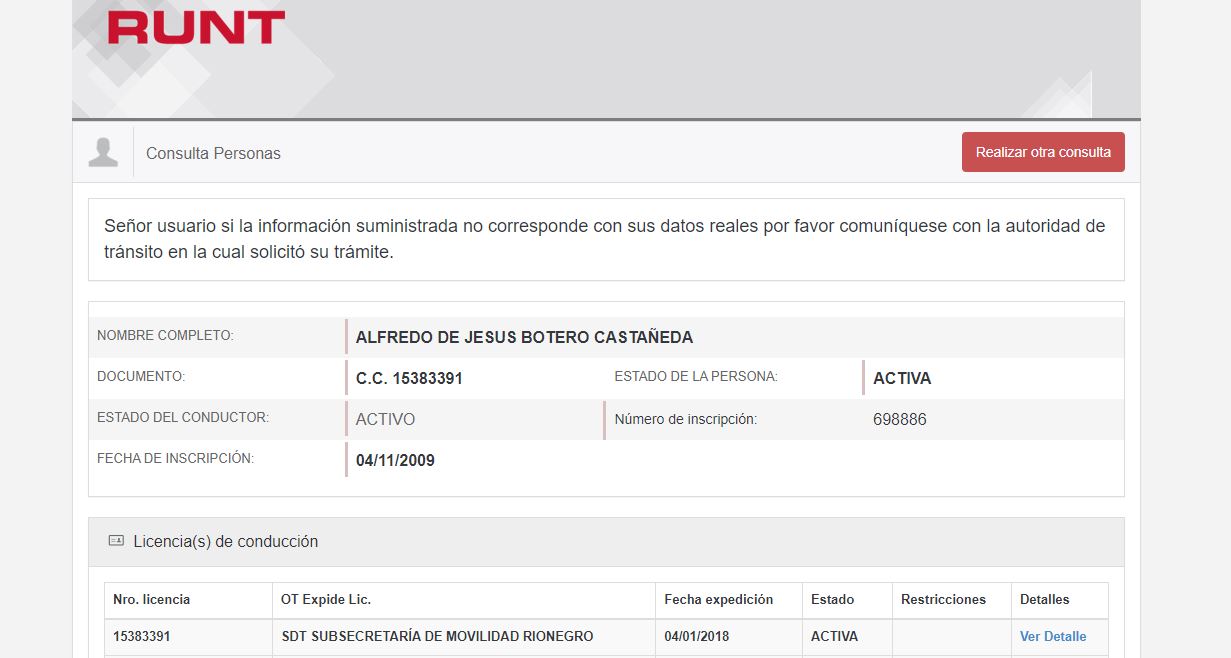 RUNT
Consulta Personas
Realizar otra consulta
Señor usuario si la información suministrada no corresponde con sus datos reales por favor comuníquese con la autoridad de
tránsito en la cual solicitó su trámite.
NOMBRE COMPLETO: ALFREDO DE JESUS BOTERO CASTAÑEDA
DOCUMENTO: C.C. 15383391 ESTADO DE LA PERSONA: ACTIVA
ESTADO DEL CONDUCTOR: ACTIVO Número de inscripción: 698886
FECHA DE INSCRIPCIÓN: 04/11/2009
Licencia(s) de conducción
Nro. licencia OT Expide Lic. Fecha expedición Estado Restricciones Detalles
15383391 SDT SUBSECRETARÍA DE MOVILIDAD RIONEGRO 04/01/2018 ACTIVA Ver Detalle